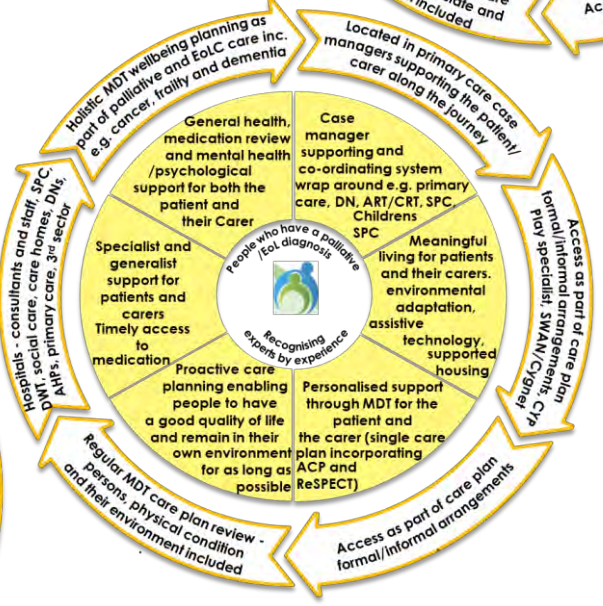 are
ate and
included
Ac
Holistic MDT wellbeing planning as
part of palliative and EoLC care inc.
e.g. cancer, frailty and dementia
Located in primary care case
managers supporting the patient/
carer along the journey
Access as part of care plan
formal/informal arrangements, CYP
Play specialist, SWAN/Cygnet
Access as part of care plan
formal/informal arrangements
Regular MDT care plan review -
persons, physical condition
and their environment included
Hospitals - consultants and staff, SPC,
DWT, social care, care homes, DNs,
AHPs, primary care, 3rd sector
General health,
medication review
and mental health
/psychological
support for both the
patient and
their Carer
Case
manager
supporting and
co-ordinating system
wrap around e.g. primary
care, DN, ART/CRT, SPC,
Childrens
SPC
Meaningful
living for patients
and their carers.
environmental
adaptation,
assistive
technology,
supported
housing
Personalised support
through MDT for the
patient and
the carer (single care
plan incorporating
ACP and
ReSPECT)
Proactive care
planning enabling
people to have
a good quality of life
and remain in their
own environment
for as long as
possible
Specialist and
generalist
support for
patients and
carers
Timely access
to
medication
People who have a palliative
/EoL diagnosis
Recognising
experts by experience